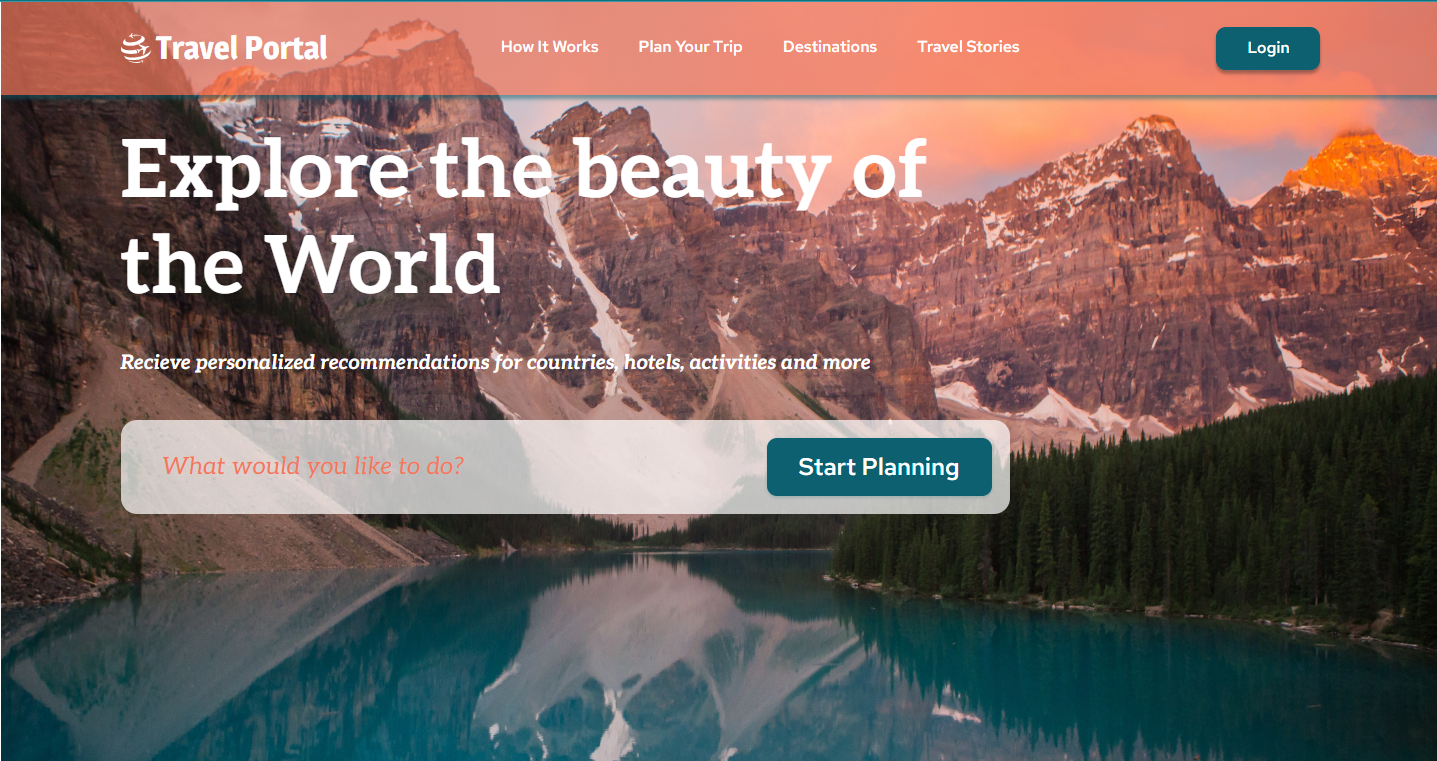 Travel Portal
How It Works
Plan Your Trip
Destinations
Travel Stories
Login
Explore the beauty of
the World
Recieve personalized recommendations for countries, hotels, activities and more
What would you like to do?
Start Planning